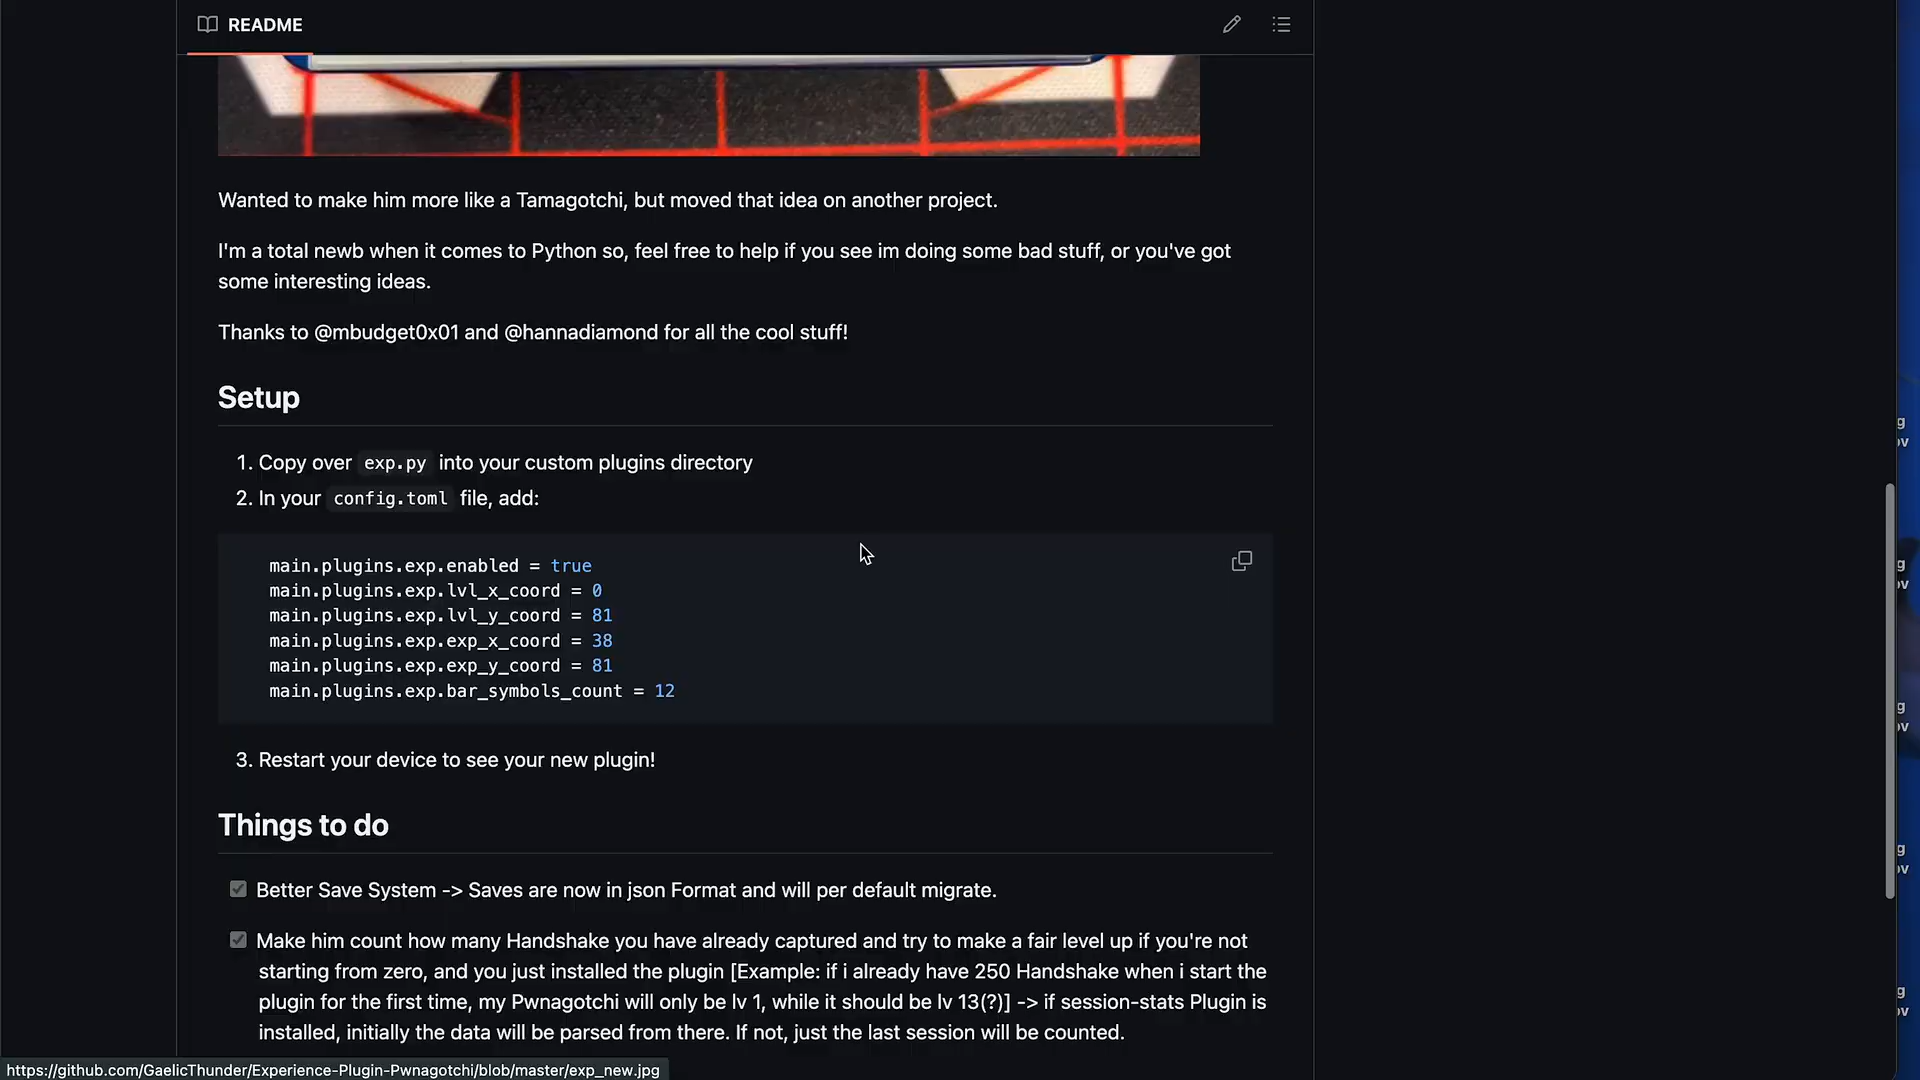 README
Wanted to make him more like a Tamagotchi, but moved that idea on another project.
I'm a total newb when it comes to Python so, feel free to help if you see im doing some bad stuff, or you've got
some interesting ideas.
Thanks to @mbudget0x01 and @hannadiamond for all the cool stuff!
Setup
1. Copy over exp.py into your custom plugins directory
2. In your config.toml file, add:
main.plugins.exp.enabled = true
main.plugins.exp.lvl_x_coord = 0
main.plugins.exp.lvl_y_coord = 81
main.plugins.exp.exp_x_coord = 38
main.plugins.exp.exp_y_coord = 81
main.plugins.exp.bar_symbols_count = 12
3. Restart your device to see your new plugin!
Things to do
Better Save System -> Saves are now in json Format and will per default migrate.
Make him count how many Handshake you have already captured and try to make a fair level up if you're not
starting from zero, and you just installed the plugin [Example: if i already have 250 Handshake when i start the
plugin for the first time, my Pwnagotchi will only be lv 1, while it should be lv 13(?)] -> if session-stats Plugin is
installed, initially the data will be parsed from there. If not, just the last session will be counted.
https://github.com/GaelicThunder/Experience-Plugin-Pwnagotchi/blob/master/exp_new.jpg